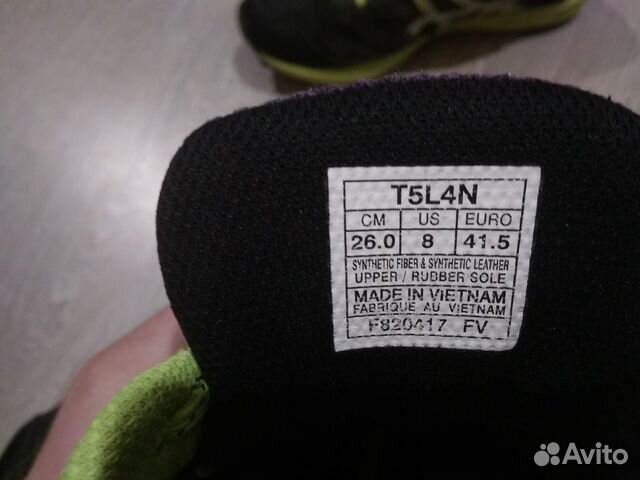 T5L4N
CM US EURO
26.0 8 41.5
SYNTHETIC FIBER & SYNTHETIC LEATHER
UPPER / RUBBER SOLE
MADE IN VIETNAM
FABRIQUE AU VIETNAM
F820417 FV
Avito